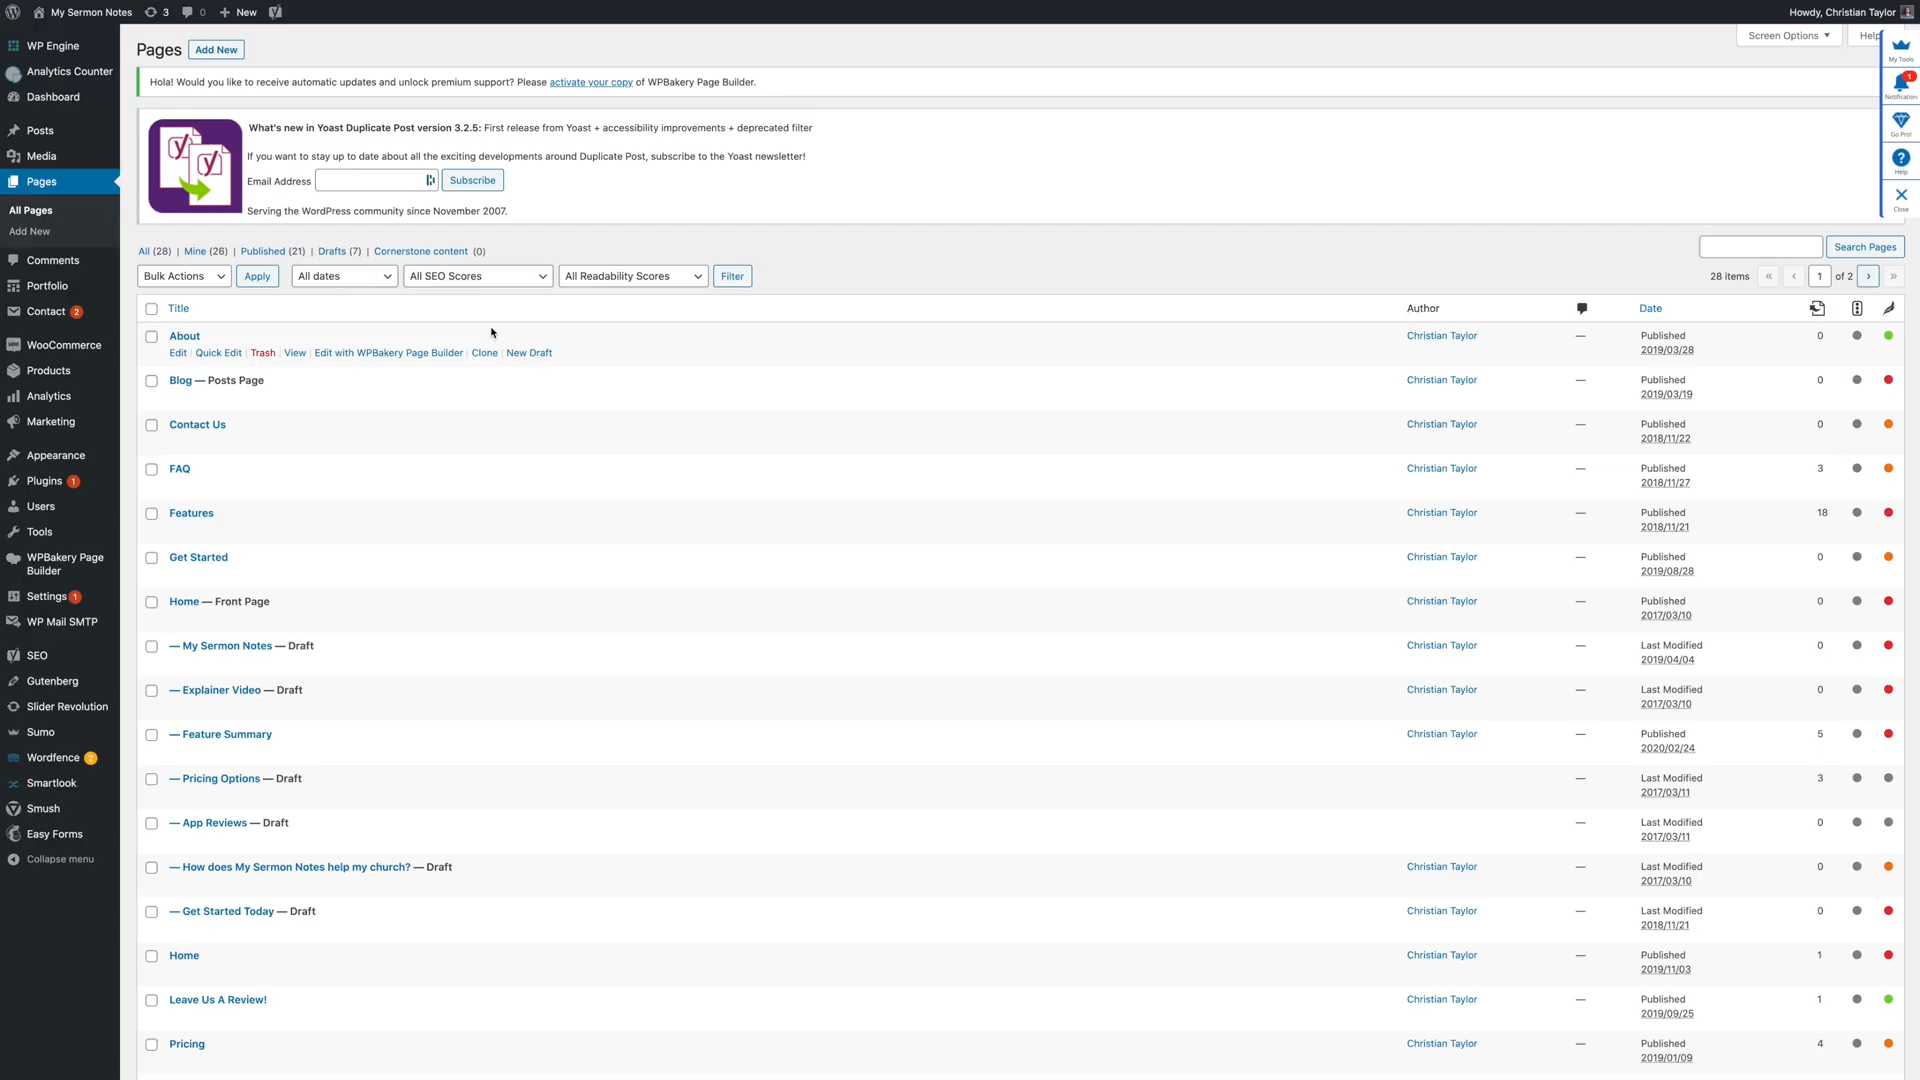 My Sermon Notes 3 0 New
Howdy, Christian Taylor
WP Engine
Analytics Counter
Dashboard
Posts
Media
Pages
All Pages
Add New
Comments
Portfolio
Contact 2
WooCommerce
Products
Analytics
Marketing
Appearance
Plugins 1
Users
Tools
WPBakery Page
Builder
Settings 1
WP Mail SMTP
SEO
Gutenberg
Slider Revolution
Sumo
Wordfence 2
Smartlook
Smush
Easy Forms
Collapse menu
Pages Add New
Screen Options Help
My Tools
1
Notification
Go Pro!
Help
Close
Hola! Would you like to receive automatic updates and unlock premium support? Please activate your copy of WPBakery Page Builder.
What's new in Yoast Duplicate Post version 3.2.5: First release from Yoast + accessibility improvements + deprecated filter
If you want to stay up to date about all the exciting developments around Duplicate Post, subscribe to the Yoast newsletter!
Email Address Subscribe
Serving the WordPress community since November 2007.
All (28) | Mine (26) | Published (21) | Drafts (7) | Cornerstone content (0)
Search Pages
Bulk Actions Apply All dates All SEO Scores All Readability Scores Filter
28 items « ‹ 1 of 2 › »
Title Author Date
About Christian Taylor — Published 0
Edit | Quick Edit | Trash | View | Edit with WPBakery Page Builder | Clone | New Draft 2019/03/28
Blog — Posts Page Christian Taylor — Published 0
2019/03/19
Contact Us Christian Taylor — Published 0
2018/11/22
FAQ Christian Taylor — Published 3
2018/11/27
Features Christian Taylor — Published 18
2018/11/21
Get Started Christian Taylor — Published 0
2019/08/28
Home — Front Page Christian Taylor — Published 0
2017/03/10
— My Sermon Notes — Draft Christian Taylor — Last Modified 0
2019/04/04
— Explainer Video — Draft Christian Taylor — Last Modified 0
2017/03/10
— Feature Summary Christian Taylor — Published 5
2020/02/24
— Pricing Options — Draft — Last Modified 3
2017/03/11
— App Reviews — Draft — Last Modified 0
2017/03/11
— How does My Sermon Notes help my church? — Draft Christian Taylor — Last Modified 0
2017/03/10
— Get Started Today — Draft Christian Taylor — Last Modified 0
2018/11/21
Home Christian Taylor — Published 1
2019/11/03
Leave Us A Review! Christian Taylor — Published 1
2019/09/25
Pricing Christian Taylor — Published 4
2019/01/09